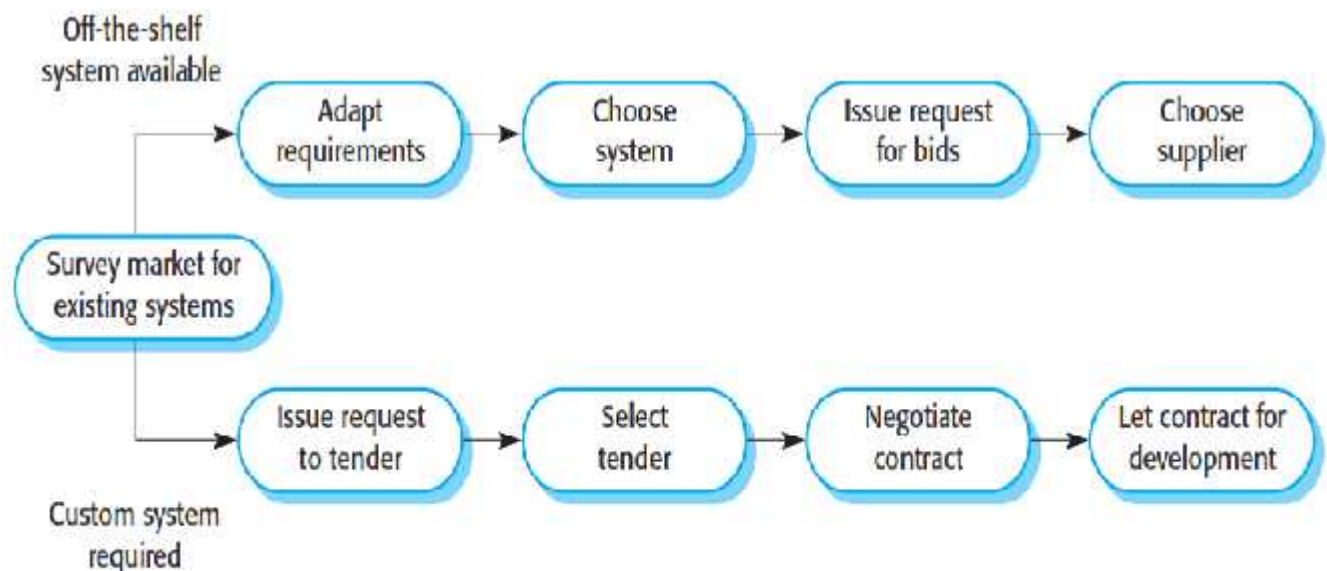 Off-the-shelf
system available
Adapt
requirements
Choose
system
Issue request
for bids
Choose
supplier
Survey market for
existing systems
Issue request
to tender
Select
tender
Negotiate
contract
Let contract for
development
Custom system
required